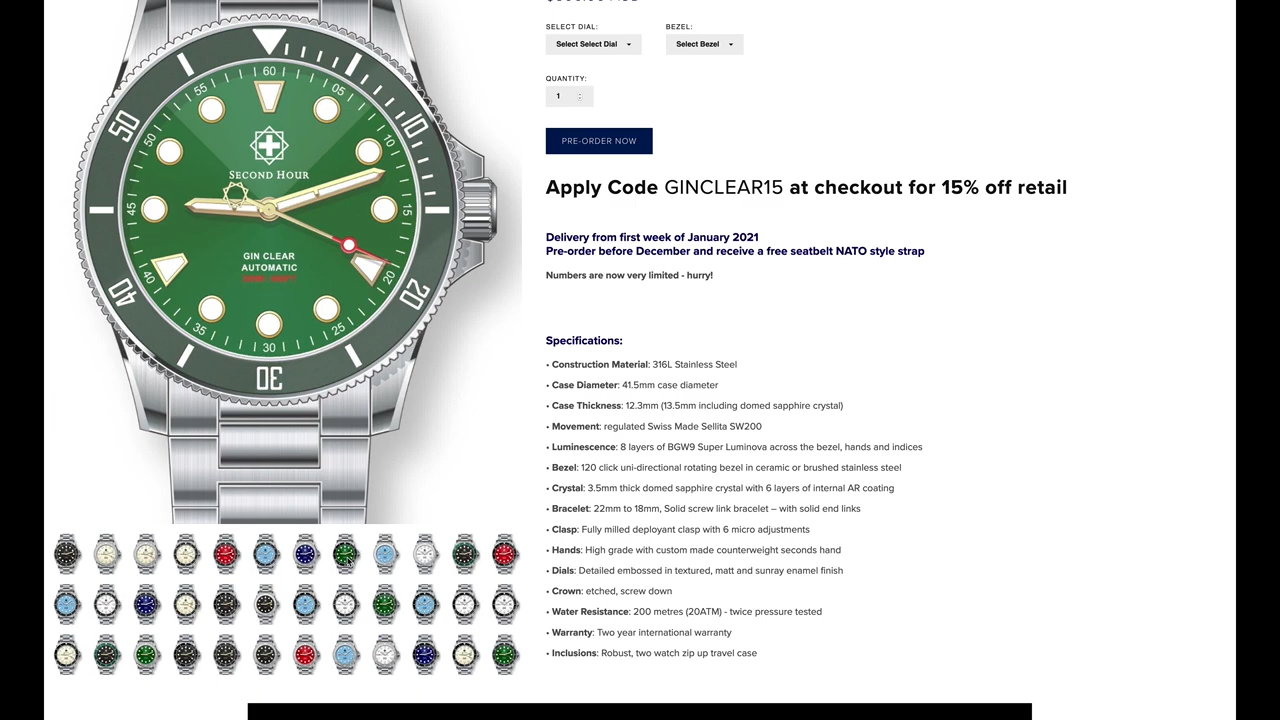 SELECT DIAL:
BEZEL:
Select Select Dial
Select Bezel
QUANTITY:
1
PRE-ORDER NOW
Apply Code GINCLEAR15 at checkout for 15% off retail
Delivery from first week of January 2021
Pre-order before December and receive a free seatbelt NATO style strap
Numbers are now very limited - hurry!
Specifications:
• Construction Material: 316L Stainless Steel
• Case Diameter: 41.5mm case diameter
• Case Thickness: 12.3mm (13.5mm including domed sapphire crystal)
• Movement: regulated Swiss Made Sellita SW200
• Luminescence: 8 layers of BGW9 Super Luminova across the bezel, hands and indices
• Bezel: 120 click uni-directional rotating bezel in ceramic or brushed stainless steel
• Crystal: 3.5mm thick domed sapphire crystal with 6 layers of internal AR coating
• Bracelet: 22mm to 18mm, Solid screw link bracelet – with solid end links
• Clasp: Fully milled deployant clasp with 6 micro adjustments
• Hands: High grade with custom made counterweight seconds hand
• Dials: Detailed embossed in textured, matt and sunray enamel finish
• Crown: etched, screw down
• Water Resistance: 200 metres (20ATM) - twice pressure tested
• Warranty: Two year international warranty
• Inclusions: Robust, two watch zip up travel case
60
05
10
15
20
25
30
35
40
45
50
55
10
20
30
40
50
SECOND HOUR
GIN CLEAR
AUTOMATIC